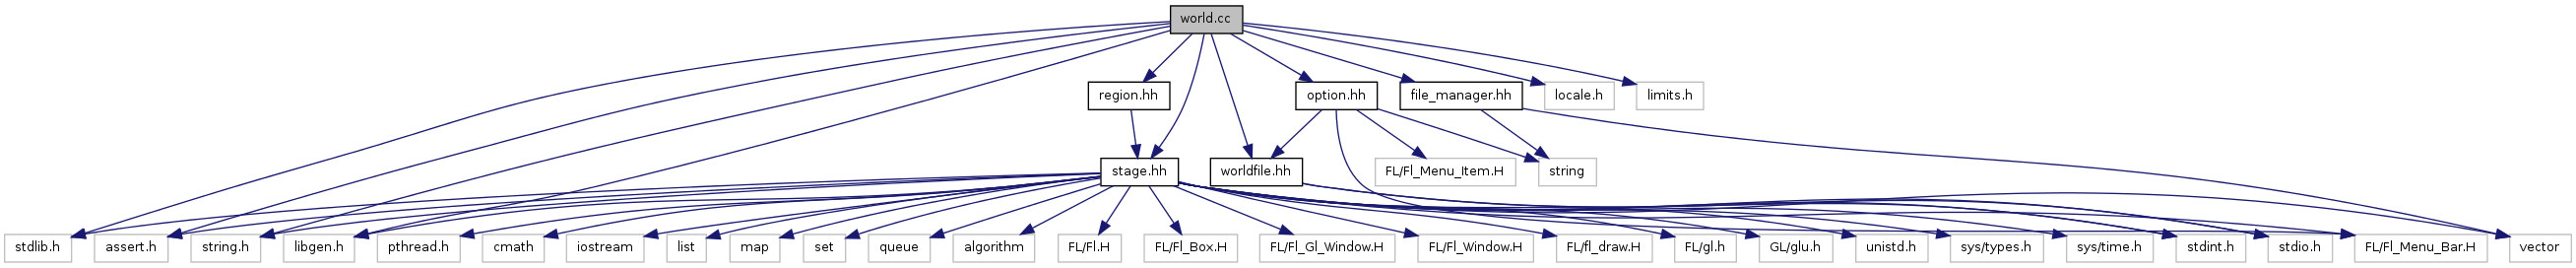 world.cc
region.hh
option.hh
file_manager.hh
locale.h
limits.h
stage.hh
worldfile.hh
FL/Fl_Menu_Item.H
string
stdlib.h
assert.h
string.h
libgen.h
pthread.h
cmath
iostream
list
map
set
queue
algorithm
FL/Fl.H
FL/Fl_Box.H
FL/Fl_Gl_Window.H
FL/Fl_Window.H
FL/fl_draw.H
FL/gl.h
GL/glu.h
unistd.h
sys/types.h
sys/time.h
stdint.h
stdio.h
FL/Fl_Menu_Bar.H
vector